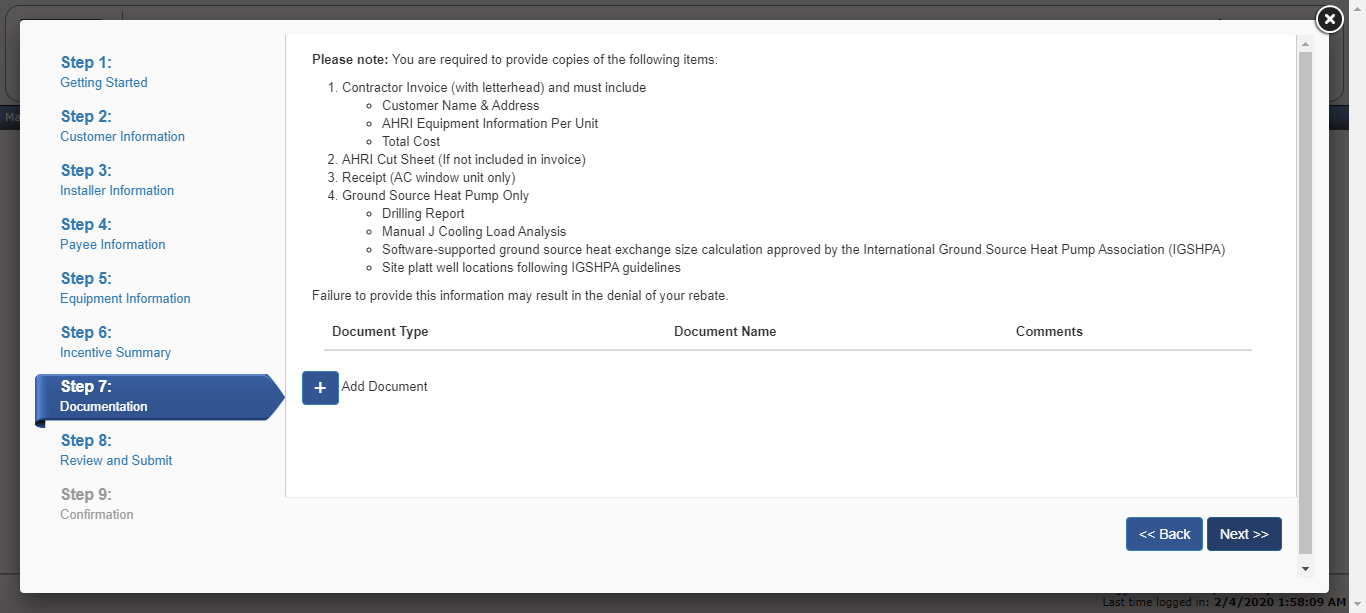 Step 1:
Getting Started
Step 2:
Customer Information
Step 3:
Installer Information
Step 4:
Payee Information
Step 5:
Equipment Information
Step 6:
Incentive Summary
Step 7:
Documentation
Step 8:
Review and Submit
Step 9:
Confirmation
Please note: You are required to provide copies of the following items:
1. Contractor Invoice (with letterhead) and must include
Customer Name & Address
AHRI Equipment Information Per Unit
Total Cost
2. AHRI Cut Sheet (If not included in invoice)
3. Receipt (AC window unit only)
4. Ground Source Heat Pump Only
Drilling Report
Manual J Cooling Load Analysis
Software-supported ground source heat exchange size calculation approved by the International Ground Source Heat Pump Association (IGSHPA)
Site platt well locations following IGSHPA guidelines
Failure to provide this information may result in the denial of your rebate.
Document Type Document Name Comments
+ Add Document
<< Back Next >>
Ma
Last time logged in: 2/4/2020 1:58:09 AM